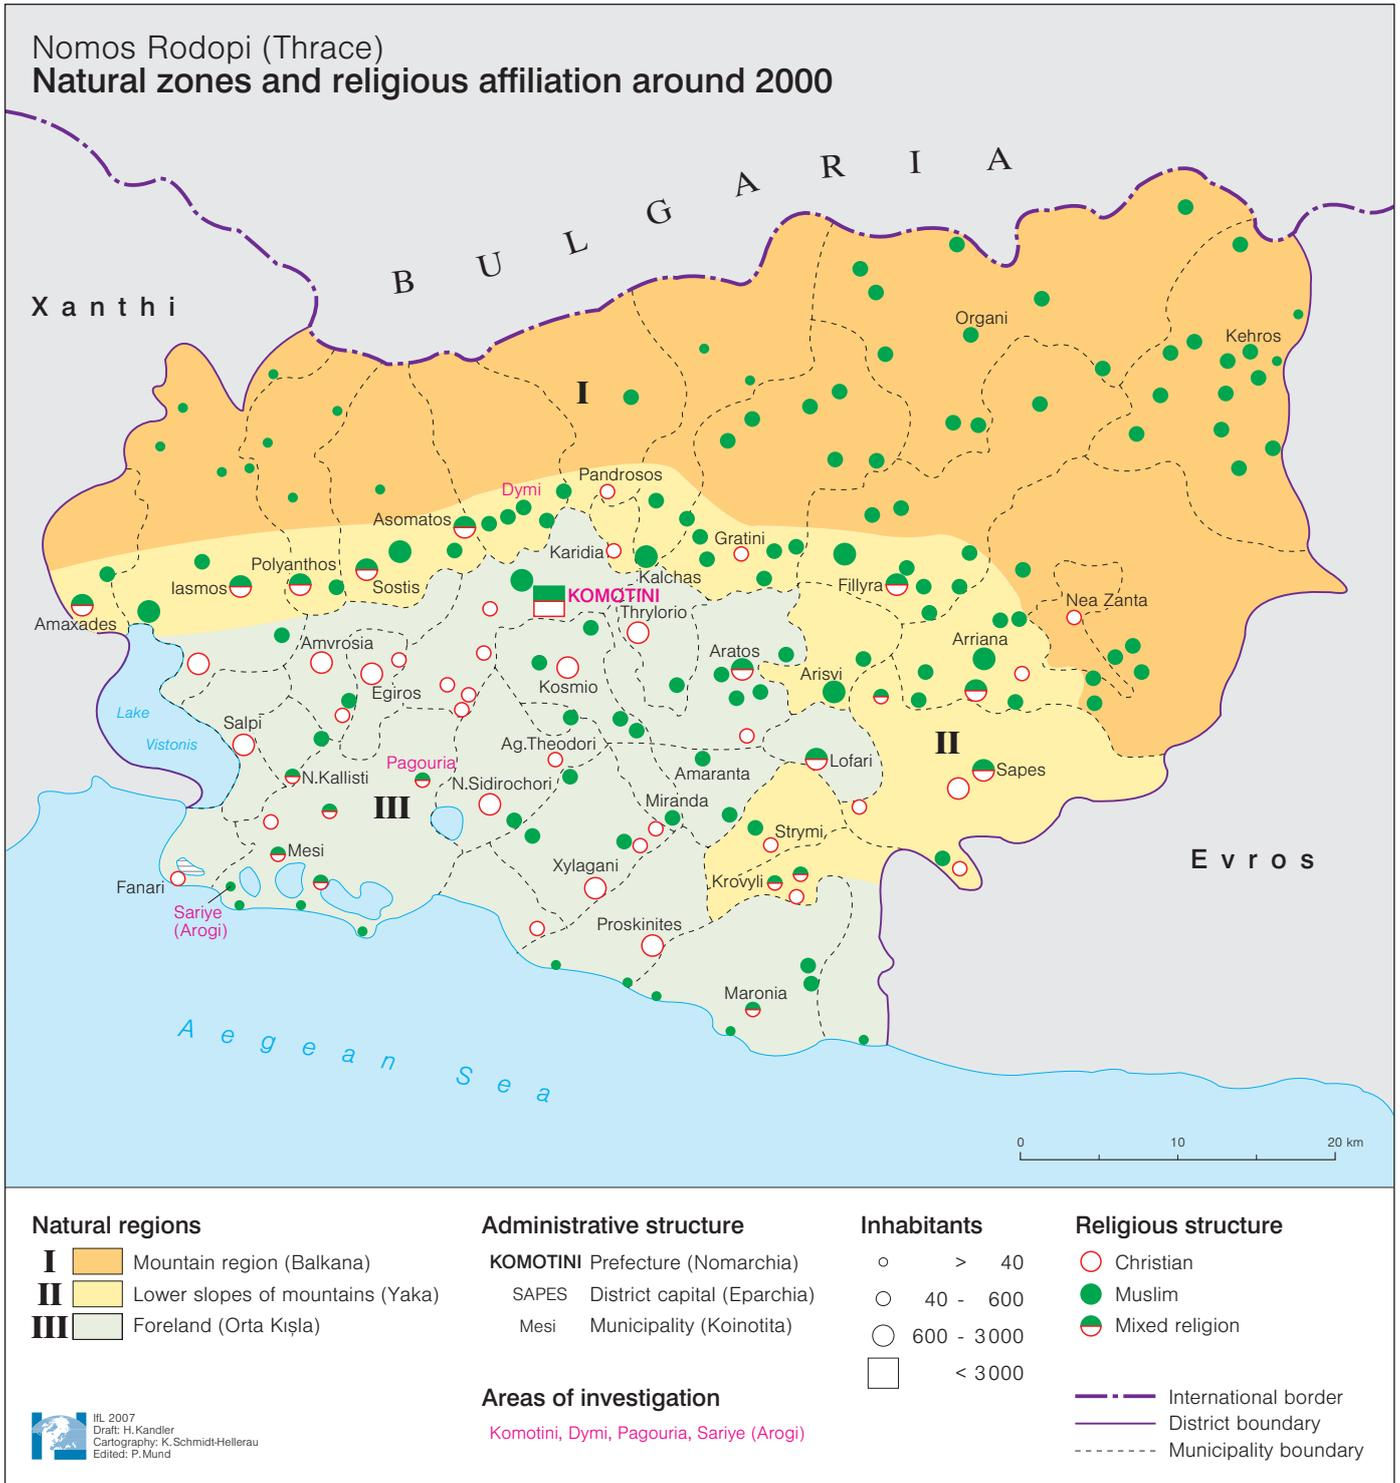 Nomos Rodopi (Thrace)
Natural zones and religious affiliation around 2000
BULGARIA
Xanthi
Organi
Kehros
I
Pandrosos
Dymi
Asomatos
Gratini
Karidia
Polyanthos
Iasmos
Sostis
Kalchas
Fillyra
KOMOTINI
Nea Zanta
Thrylorio
Amaxades
Amvrosia
Arriana
Aratos
Arisvi
Egiros
Kosmio
Lake
Vistonis
Salpi
Ag.Theodori
II
Pagouria
N.Kallisti
N.Sidirochori
Amaranta
Lofari
Sapes
III
Miranda
Strymi
Mesi
Evros
Xylagani
Krovyli
Fanari
Sariye
(Arogi)
Proskinites
Maronia
Aegean Sea
0 10 20 km
Natural regions
I Mountain region (Balkana)
II Lower slopes of mountains (Yaka)
III Foreland (Orta Kışla)
Administrative structure
KOMOTINI Prefecture (Nomarchia)
SAPES District capital (Eparchia)
Mesi Municipality (Koinotita)
Areas of investigation
Komotini, Dymi, Pagouria, Sariye (Arogi)
Inhabitants
> 40
40 - 600
600 - 3000
< 3000
Religious structure
Christian
Muslim
Mixed religion
International border
District boundary
Municipality boundary
IfL 2007
Draft: H.Kandler
Cartography: K.Schmidt-Hellerau
Edited: P.Mund